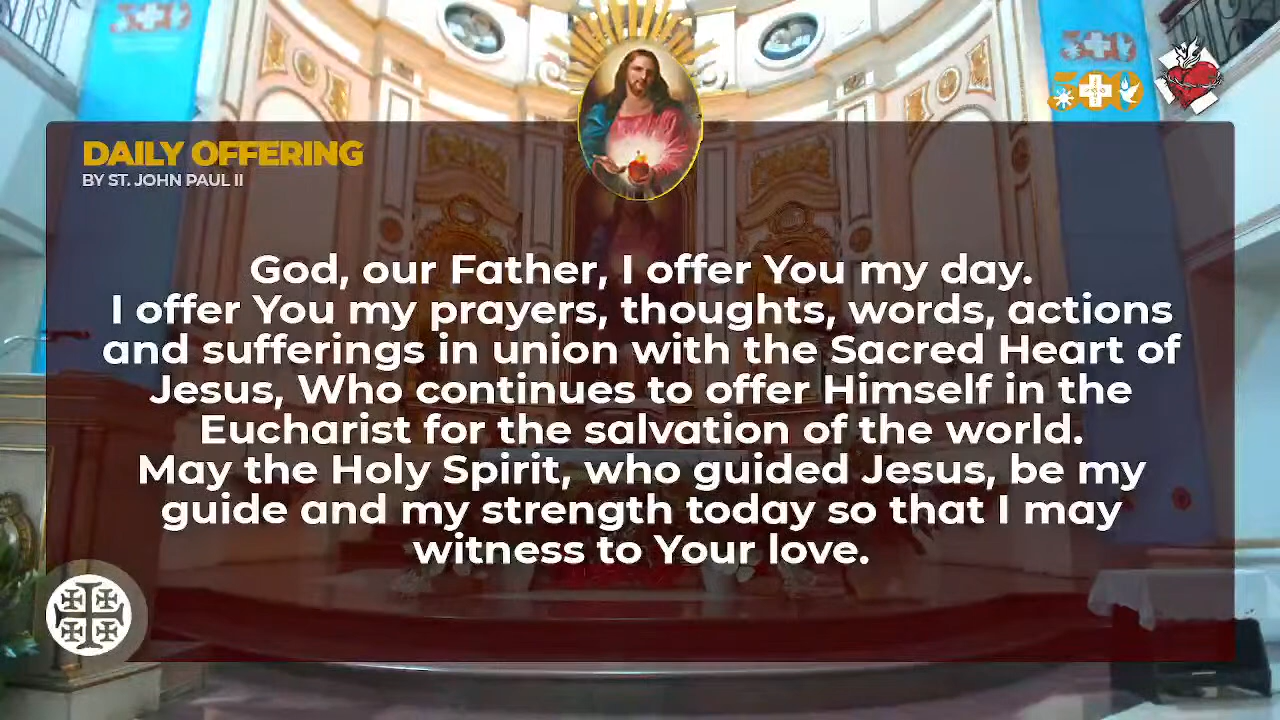 DAILY OFFERING
BY ST. JOHN PAUL II
God, our Father, I offer You my day.
I offer You my prayers, thoughts, words, actions
and sufferings in union with the Sacred Heart of
Jesus, Who continues to offer Himself in the
Eucharist for the salvation of the world.
May the Holy Spirit, who guided Jesus, be my
guide and my strength today so that I may
witness to Your love.